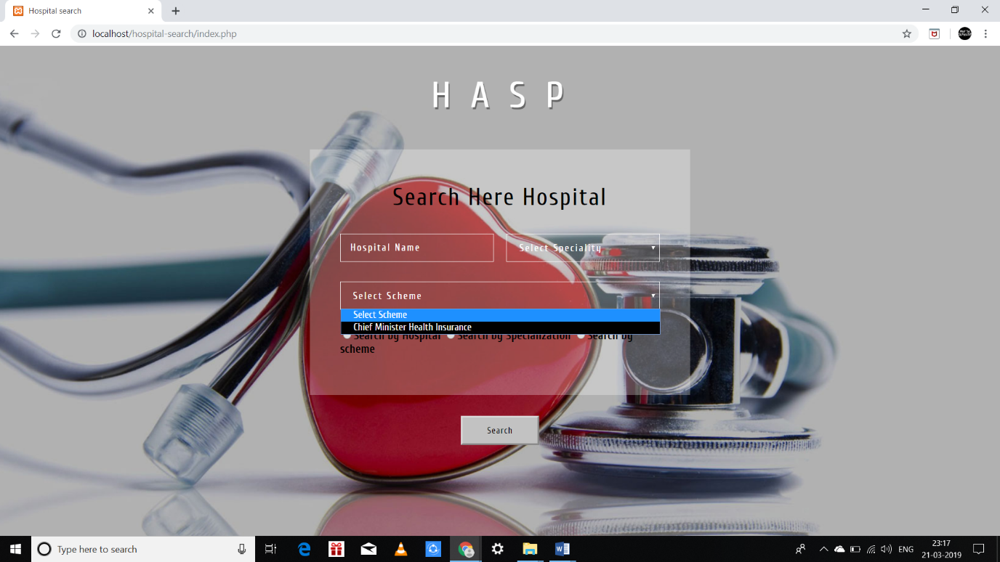 Hospital search
localhost/hospital-search/index.php
H A S P
Search Here Hospital
Hospital Name
Select Speciality
Select Scheme
Select Scheme
Chief Minister Health Insurance
Search by Hospital Search by Specialization Search by
scheme
Search
Type here to search
ENG
23:17
21-03-2019